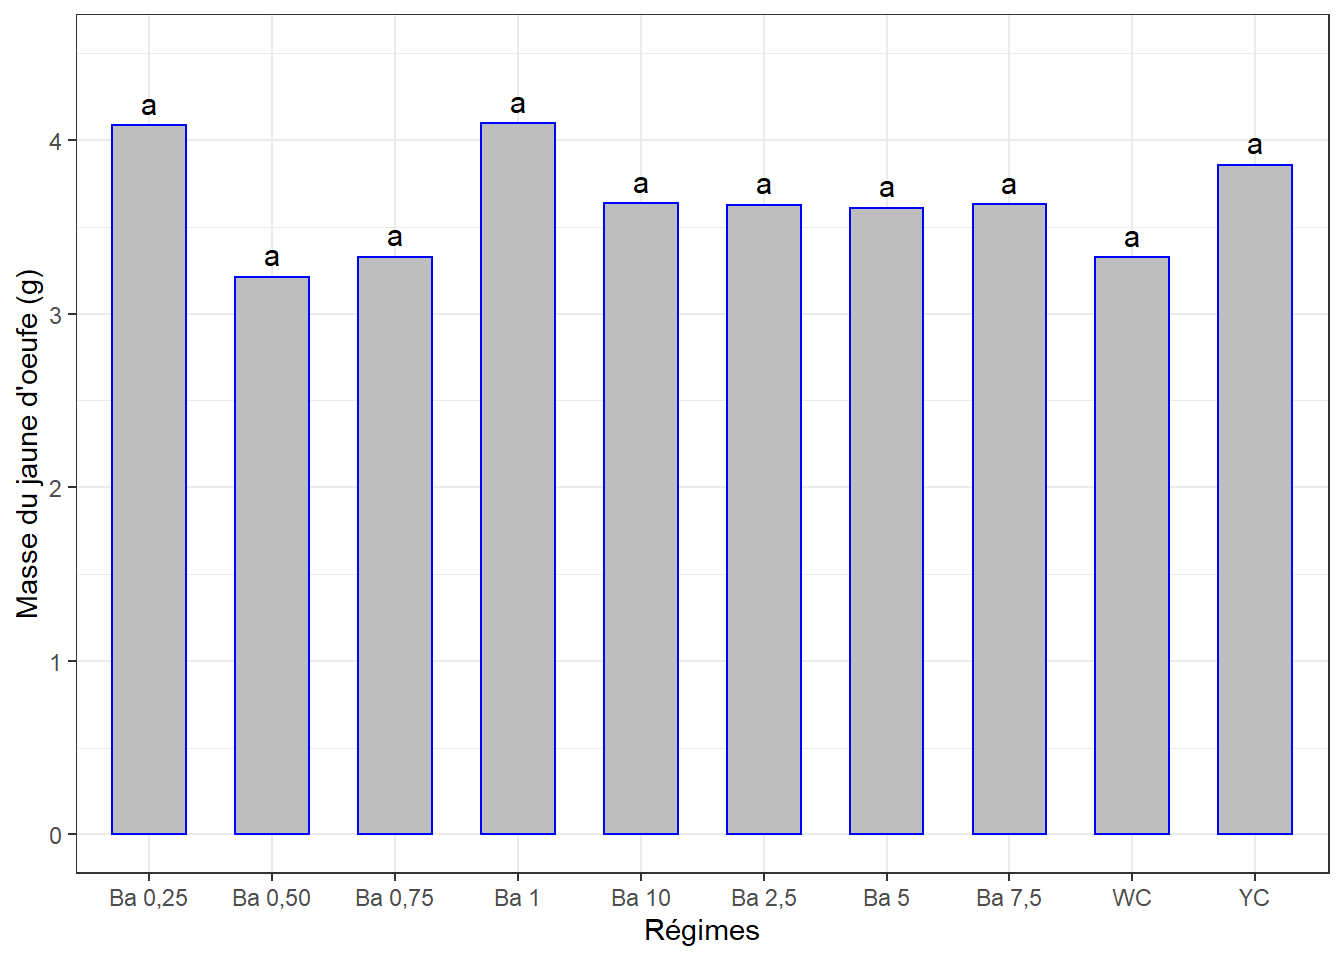 a a a a a a a a a a
4
3
2
1
0
Masse du jaune d'oeufe (g)
Ba 0,25 Ba 0,50 Ba 0,75 Ba 1 Ba 10 Ba 2,5 Ba 5 Ba 7,5 WC YC
Régimes